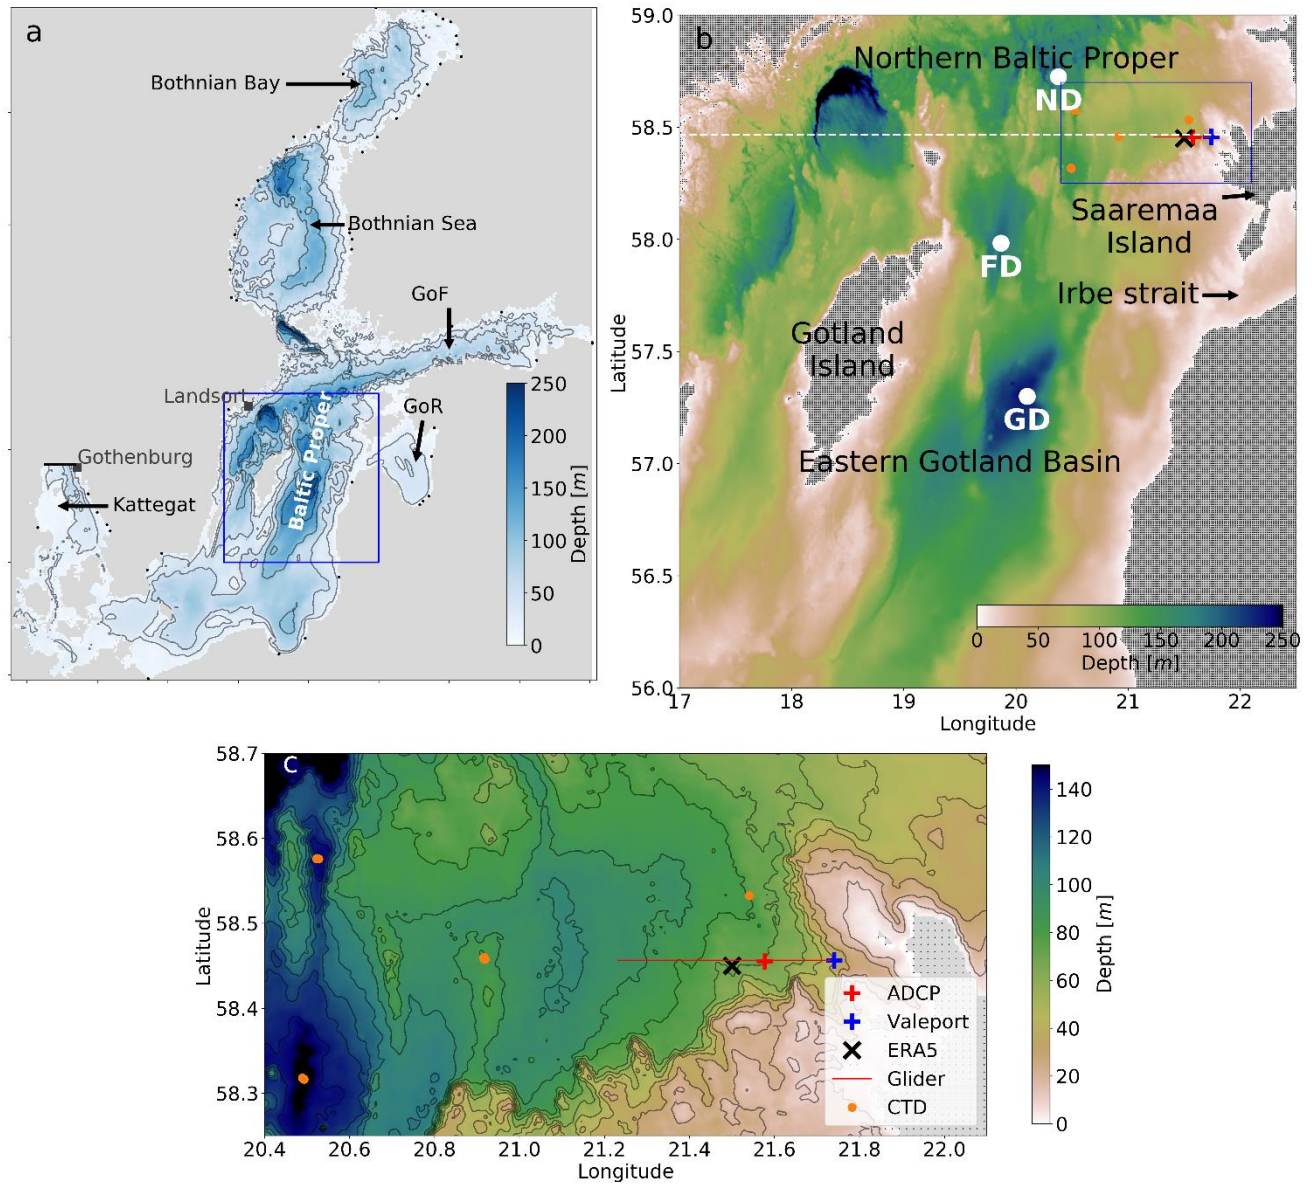 a
Bothnian Bay
Bothnian Sea
GoF
Landsort
GoR
Gothenburg
Kattegat
Baltic Proper
250
200
150
100
50
0
Depth [m]
b
59.0
58.5
58.0
57.5
57.0
56.5
56.0
Latitude
Northern Baltic Proper
ND
Saaremaa
Island
FD
Irbe strait
Gotland
Island
GD
Eastern Gotland Basin
0 50 100 150 200 250
Depth [m]
17 18 19 20 21 22
Longitude
c
58.7
58.6
58.5
58.4
58.3
Latitude
ADCP
Valeport
ERA5
Glider
CTD
20.4 20.6 20.8 21.0 21.2 21.4 21.6 21.8 22.0
Longitude
140
120
100
80
60
40
20
0
Depth [m]